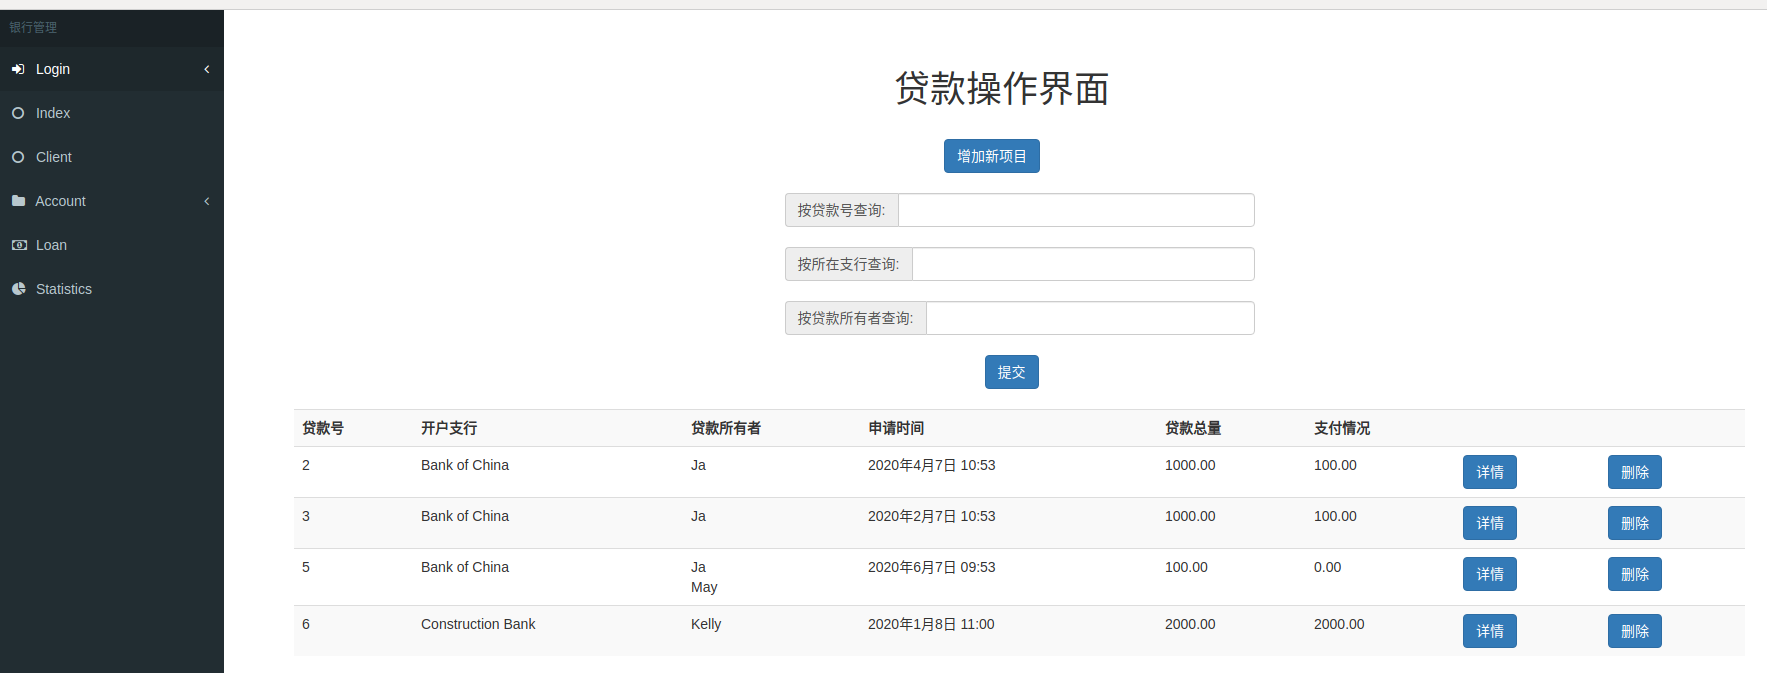 银行管理
Login
Index
Client
Account
Loan
Statistics
贷款操作界面
增加新项目
按贷款号查询:
按所在支行查询:
按贷款所有者查询:
提交
贷款号 开户支行 贷款所有者 申请时间 贷款总量 支付情况
2 Bank of China Ja 2020年4月7日 10:53 1000.00 100.00 详情 删除
3 Bank of China Ja 2020年2月7日 10:53 1000.00 100.00 详情 删除
5 Bank of China Ja 2020年6月7日 09:53 100.00 0.00 详情 删除
May
6 Construction Bank Kelly 2020年1月8日 11:00 2000.00 2000.00 详情 删除